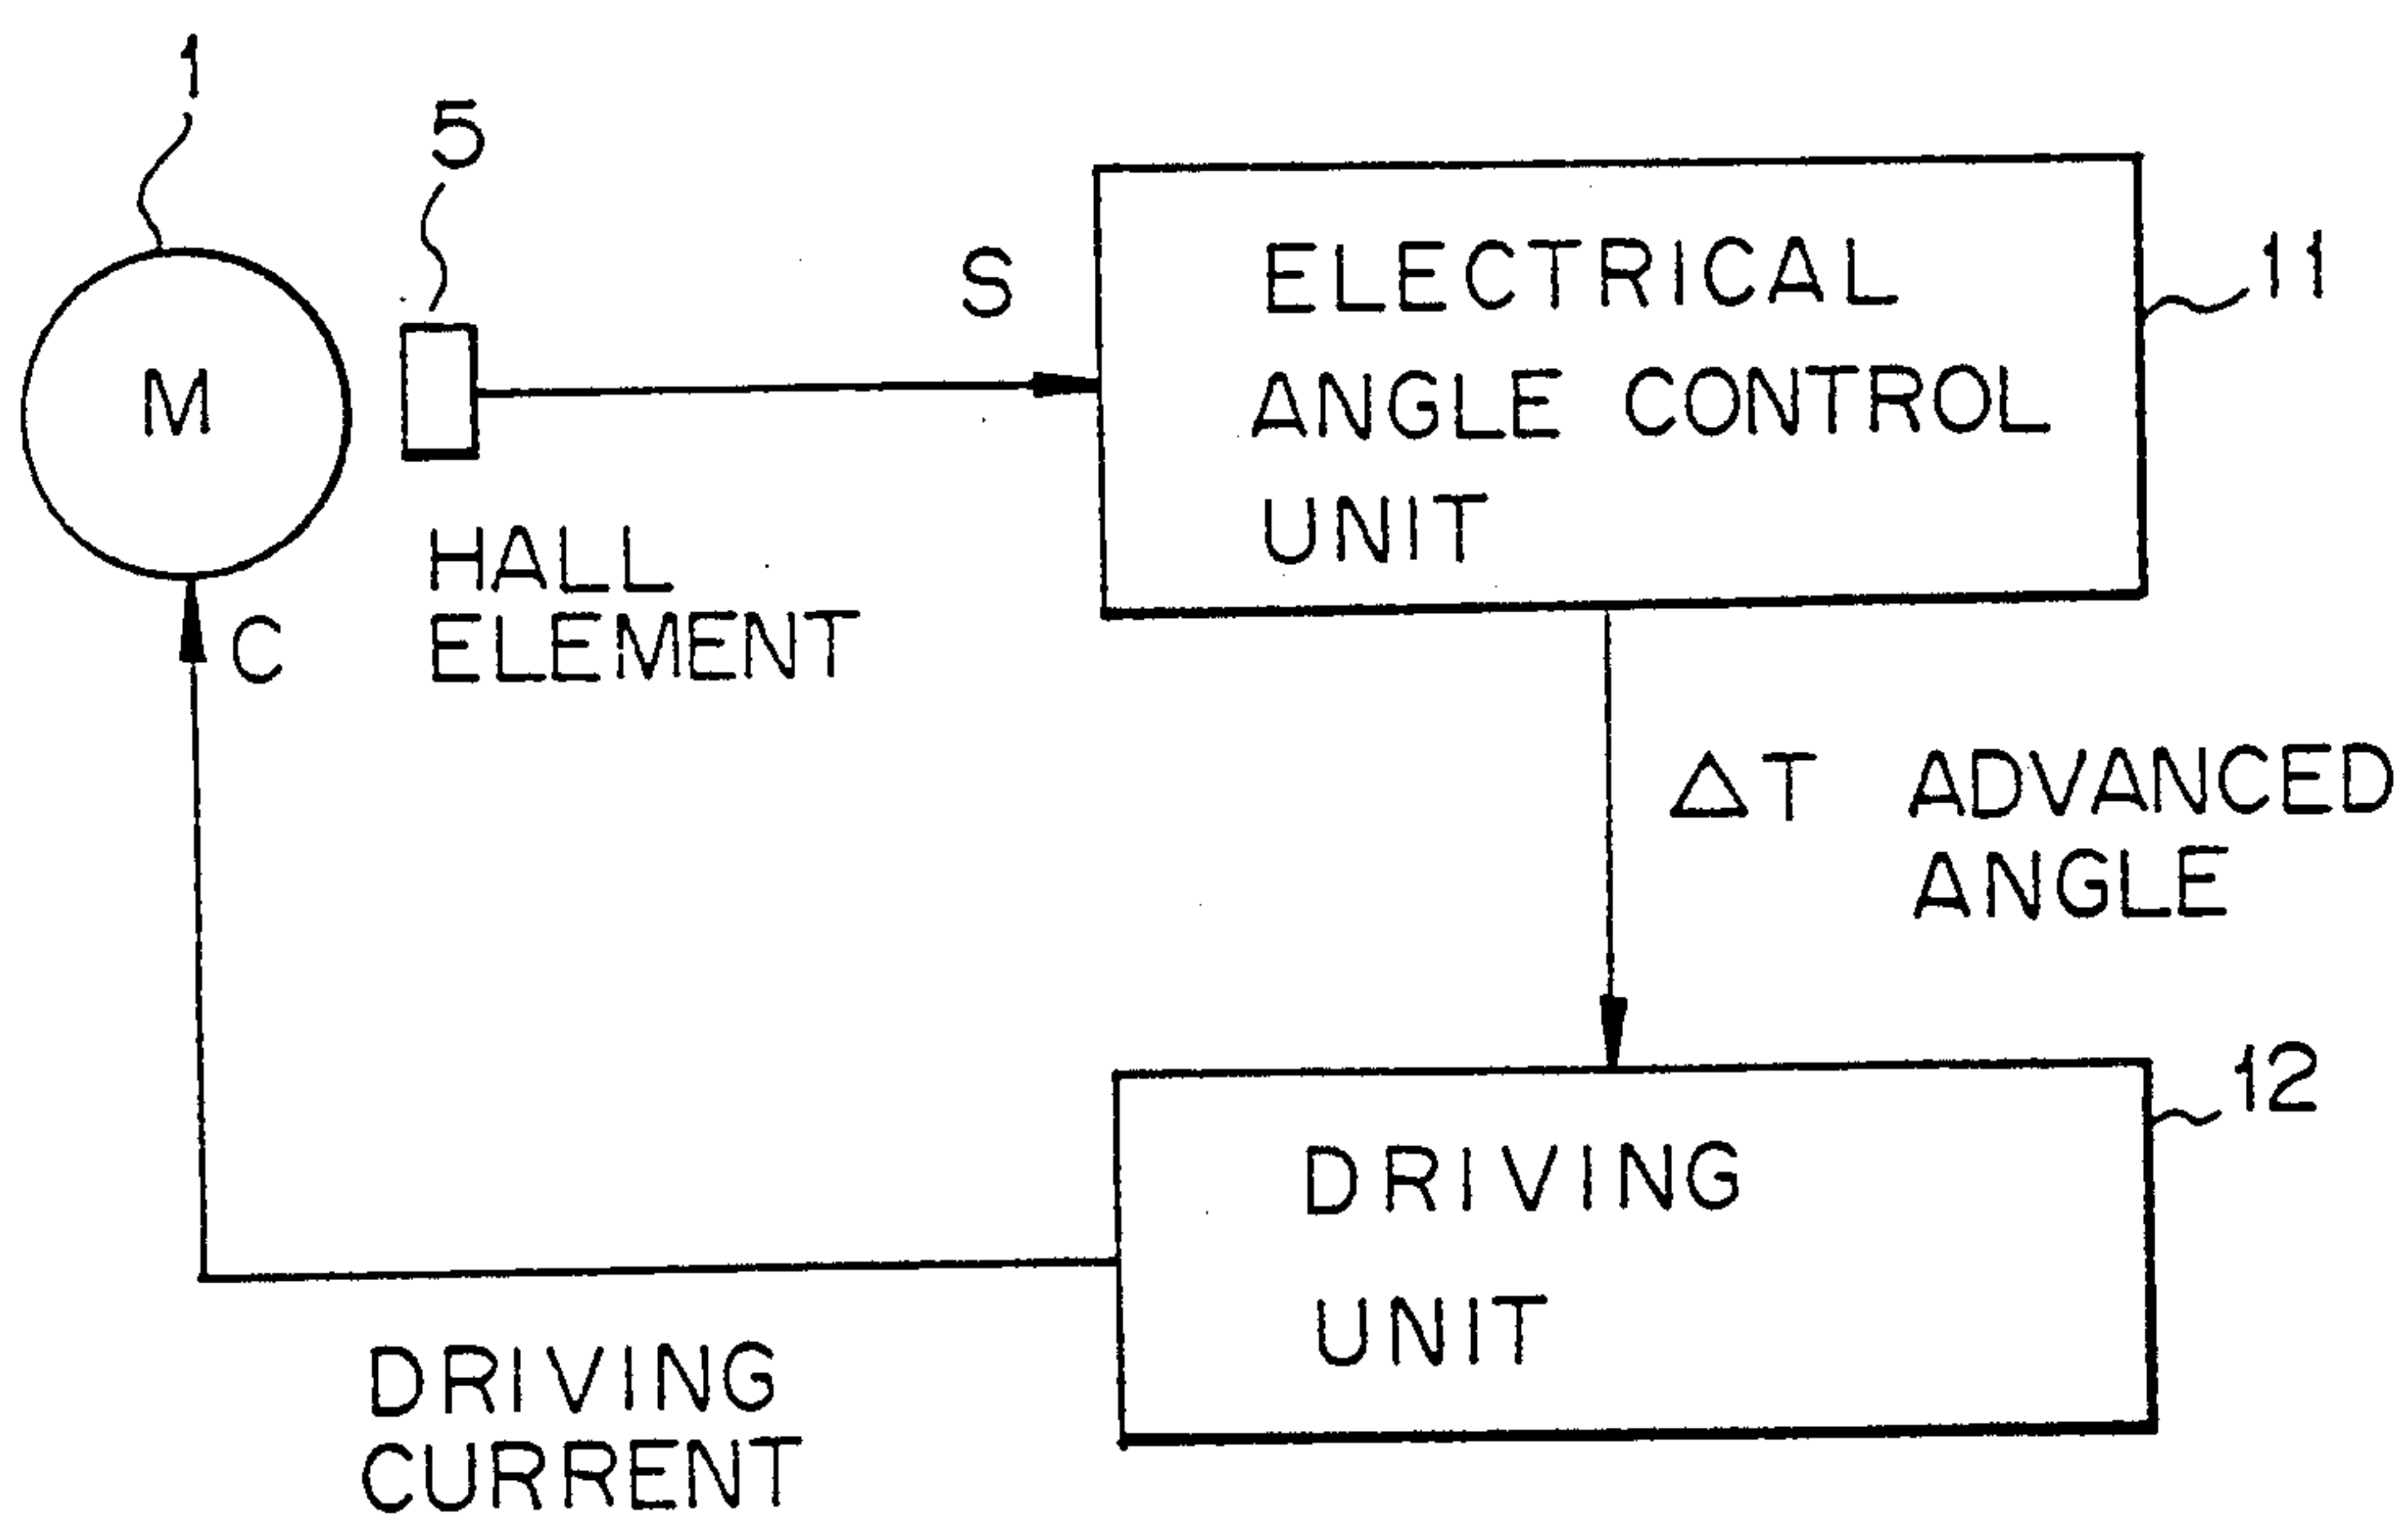 1
5
M
S
ELECTRICAL
ANGLE CONTROL
UNIT
11
HALL
ELEMENT
C
ΔT ADVANCED
ANGLE
12
DRIVING
UNIT
DRIVING
CURRENT